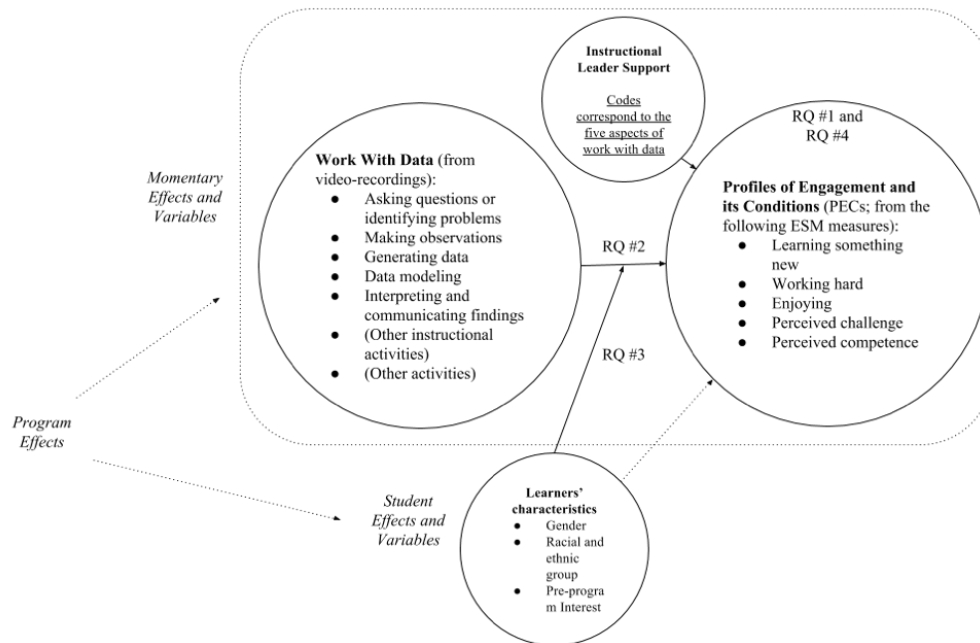 Instructional
Leader Support
Codes
correspond to the
five aspects of
work with data
RQ #1 and
RQ #4
Momentary
Effects and
Variables
Work With Data (from
video-recordings):
● Asking questions or
identifying problems
● Making observations
● Generating data
● Data modeling
● Interpreting and
communicating findings
● (Other instructional
activities)
● (Other activities)
RQ #2
Profiles of Engagement and
its Conditions (PECs; from the
following ESM measures):
● Learning something
new
● Working hard
● Enjoying
● Perceived challenge
● Perceived competence
RQ #3
Program
Effects
Student
Effects and
Variables
Learners’
characteristics
● Gender
● Racial and
ethnic
group
● Pre-progra
m Interest